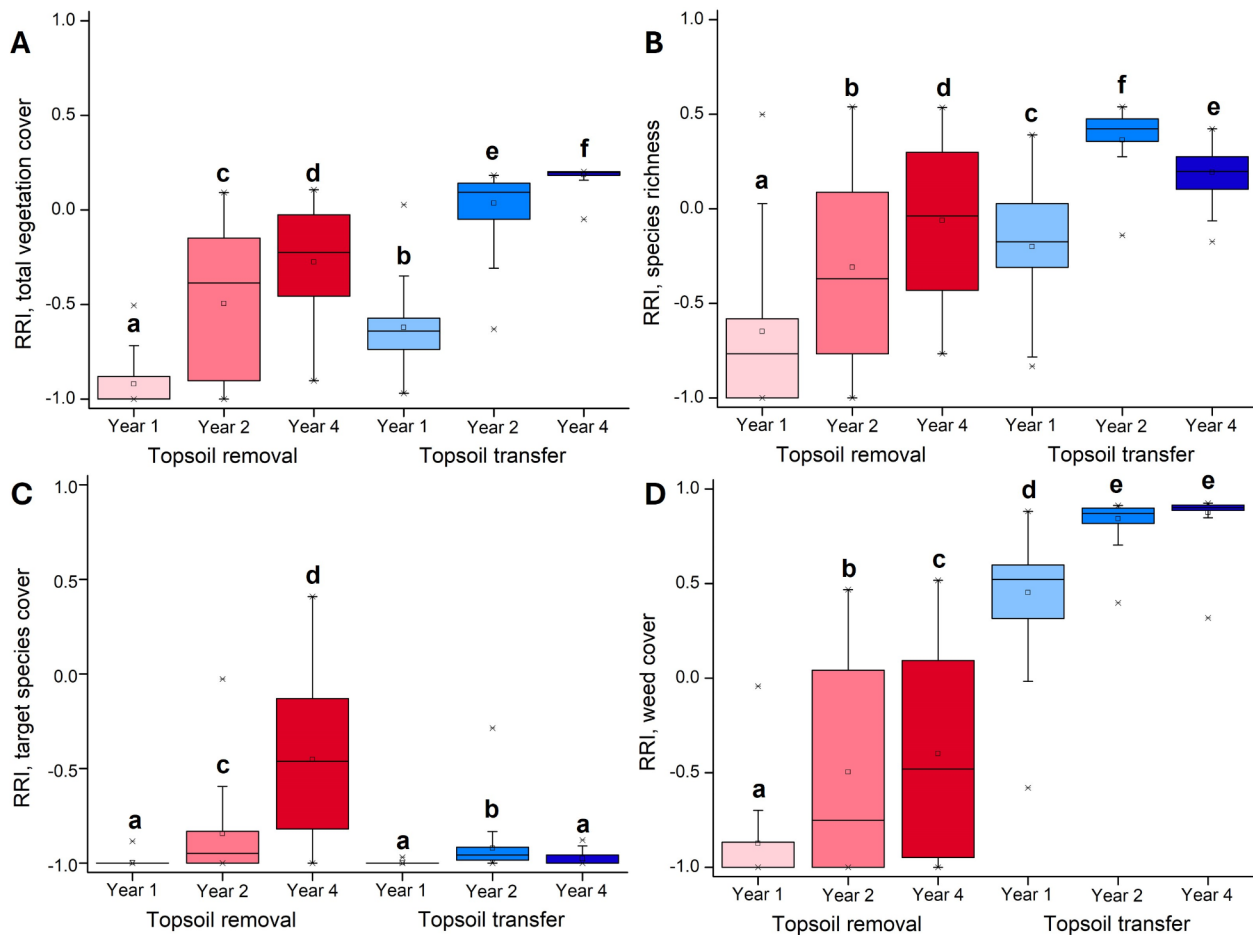 A
RRI, total vegetation cover
1.0
0.5
0.0
-0.5
-1.0
a
c
d
b
e
f
Year 1
Year 2
Year 4
Year 1
Year 2
Year 4
Topsoil removal
Topsoil transfer
B
RRI, species richness
1.0
0.5
0.0
-0.5
-1.0
a
b
d
c
f
e
Year 1
Year 2
Year 4
Year 1
Year 2
Year 4
Topsoil removal
Topsoil transfer
C
RRI, target species cover
1.0
0.5
0.0
-0.5
-1.0
a
c
d
a
b
a
Year 1
Year 2
Year 4
Year 1
Year 2
Year 4
Topsoil removal
Topsoil transfer
D
RRI, weed cover
1.0
0.5
0.0
-0.5
-1.0
a
b
c
d
e
e
Year 1
Year 2
Year 4
Year 1
Year 2
Year 4
Topsoil removal
Topsoil transfer